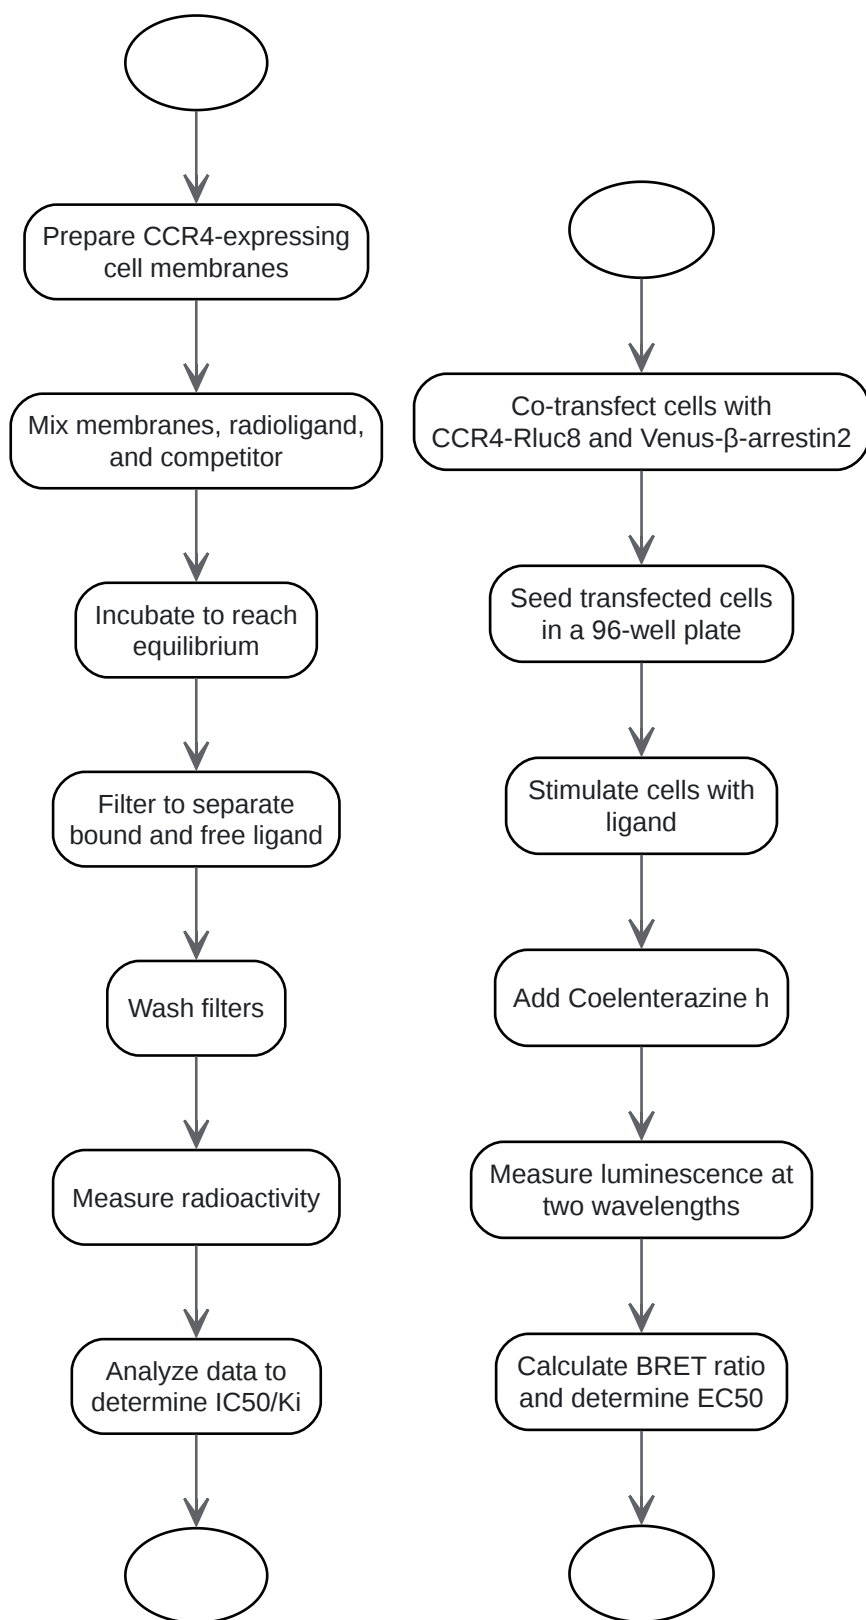 Prepare CCR4-expressing
cell membranes
Mix membranes, radioligand,
and competitor
Incubate to reach
equilibrium
Filter to separate
bound and free ligand
Wash filters
Measure radioactivity
Analyze data to
determine IC50/Ki
Co-transfect cells with
CCR4-Rluc8 and Venus-β-arrestin2
Seed transfected cells
in a 96-well plate
Stimulate cells with
ligand
Add Coelenterazine h
Measure luminescence at
two wavelengths
Calculate BRET ratio
and determine EC50